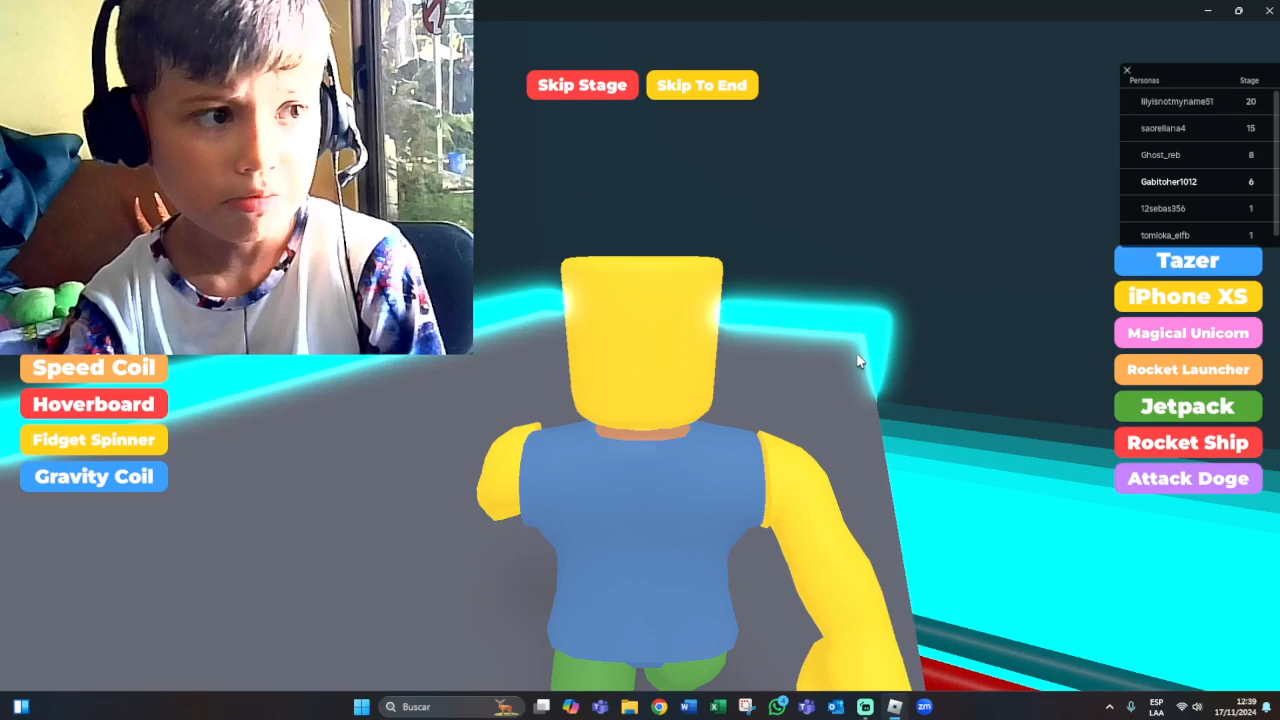 Skip Stage
Skip To End
Personas Stage
lilyisnotmyname51 20
saorellana4 15
Ghost_reb 8
Gabitoher1012 6
12sebas356 1
tomioka_elfb 1
Tazer
iPhone XS
Magical Unicorn
Rocket Launcher
Jetpack
Rocket Ship
Attack Doge
Speed Coil
Hoverboard
Fidget Spinner
Gravity Coil
Buscar
ESP
LAA
12:39
17/11/2024
zm